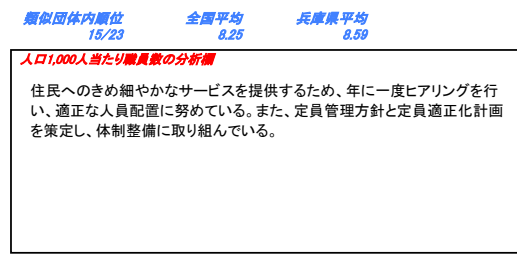 類似団体内順位 全国平均 兵庫県平均
15/23 8.25 8.59
人口1,000人当たり職員数の分析欄
住民へのきめ細やかなサービスを提供するため、年に一度ヒアリングを行
い、適正な人員配置に努めている。また、定員管理方針と定員適正化計画
を策定し、体制整備に取り組んでいる。